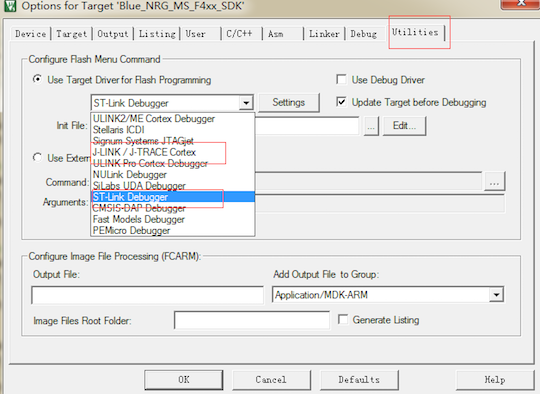 Options for Target 'Blue_NRG_MS_F4xx_SDK'
Device Target Output Listing User C/C++ Asm Linker Debug Utilities
Configure Flash Menu Command
Use Target Driver for Flash Programming
Use Debug Driver
ST-Link Debugger
Settings
Update Target before Debugging
Init File:
... Edit...
ULINK2/ME Cortex Debugger
Stellaris ICDI
Signum Systems JTAGjet
J-LINK / J-TRACE Cortex
ULINK Pro Cortex Debugger
NULink Debugger
SiLabs UDA Debugger
ST-Link Debugger
CMSIS-DAP Debugger
Fast Models Debugger
PEMicro Debugger
Use Extern
Command:
...
Arguments:
Configure Image File Processing (FCARM):
Output File:
Add Output File to Group:
Application/MDK-ARM
Image Files Root Folder:
Generate Listing
OK Cancel Defaults Help